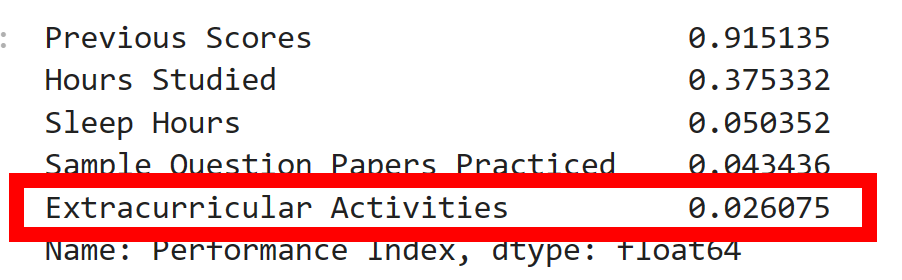 : Previous Scores 0.915135
Hours Studied 0.375332
Sleep Hours 0.050352
Sample Question Papers Practiced 0.043436
Extracurricular Activities 0.026075
Name: Performance Index, dtype: float64